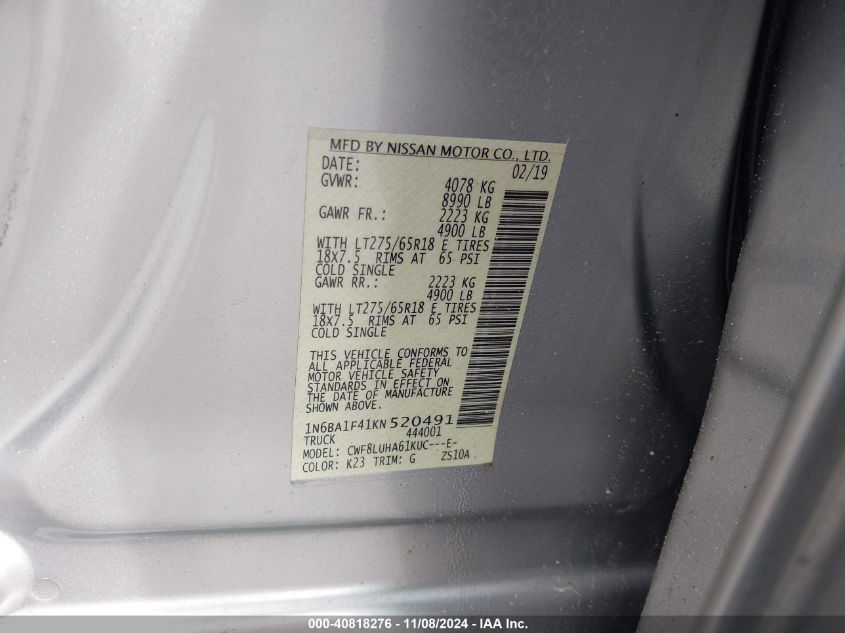 MFD BY NISSAN MOTOR CO., LTD.
DATE: 02/19
GVWR: 4078 KG
8990 LB
GAWR FR.: 2223 KG
4900 LB
WITH LT275/65R18 E TIRES
18X7.5 RIMS AT 65 PSI
COLD SINGLE
GAWR RR.: 2223 KG
4900 LB
WITH LT275/65R18 E TIRES
18X7.5 RIMS AT 65 PSI
COLD SINGLE
THIS VEHICLE CONFORMS TO
ALL APPLICABLE FEDERAL
MOTOR VEHICLE SAFETY
STANDARDS IN EFFECT ON
THE DATE OF MANUFACTURE
SHOWN ABOVE.
1N6BA1F41KN520491
TRUCK 444001
MODEL: CWF8LUHA61KUC---E-
COLOR: K23 TRIM: G ZS10A
000-40818276 - 11/08/2024 - IAA Inc.